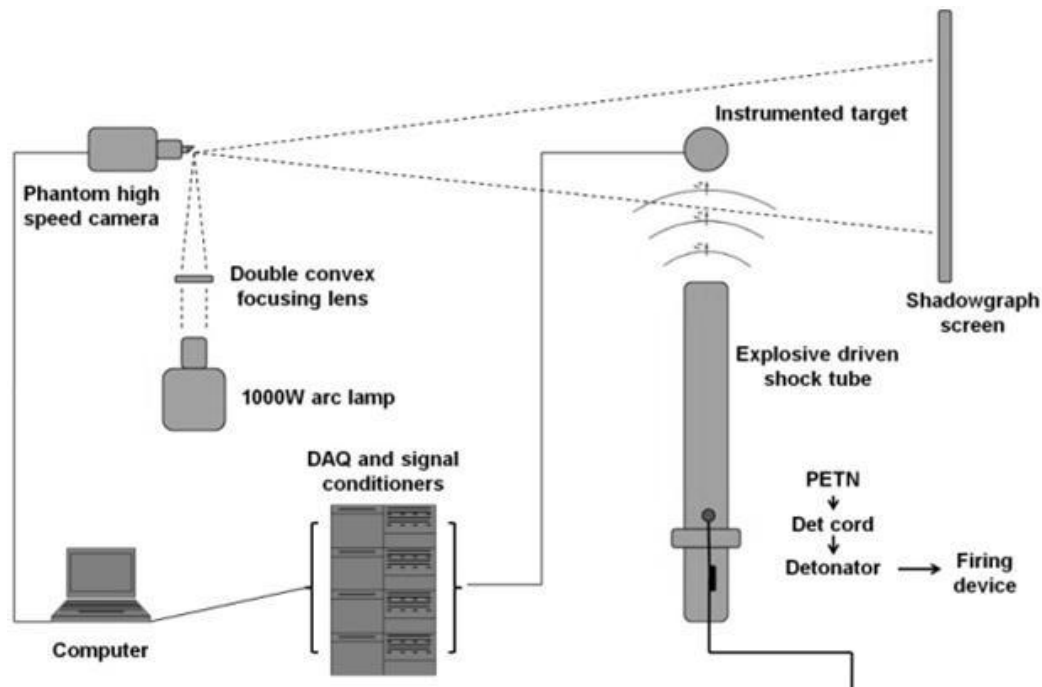 Instrumented target
Phantom high
speed camera
Double convex
focusing lens
Shadowgraph
screen
Explosive driven
shock tube
1000W arc lamp
DAQ and signal
conditioners
PETN
Det cord
Detonator
Firing
device
Computer